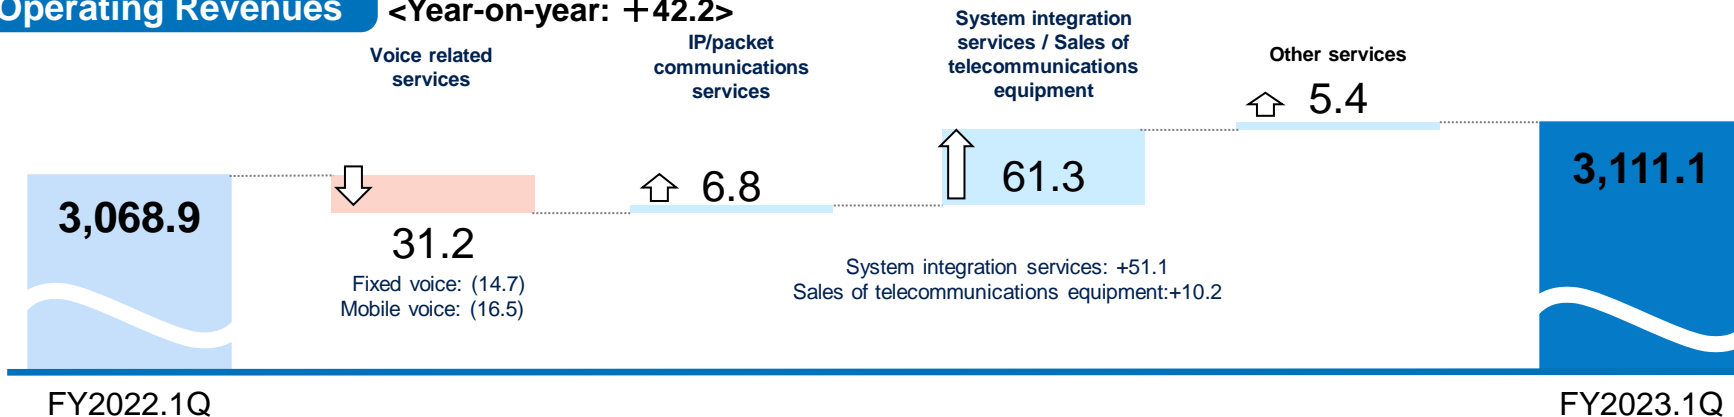 Operating Revenues
<Year-on-year: ＋42.2>
Voice related
services
IP/packet
communications
services
System integration
services / Sales of
telecommunications
equipment
Other services
5.4
3,068.9
31.2
Fixed voice: (14.7)
Mobile voice: (16.5)
6.8
61.3
System integration services: +51.1
Sales of telecommunications equipment:+10.2
3,111.1
FY2022.1Q
FY2023.1Q